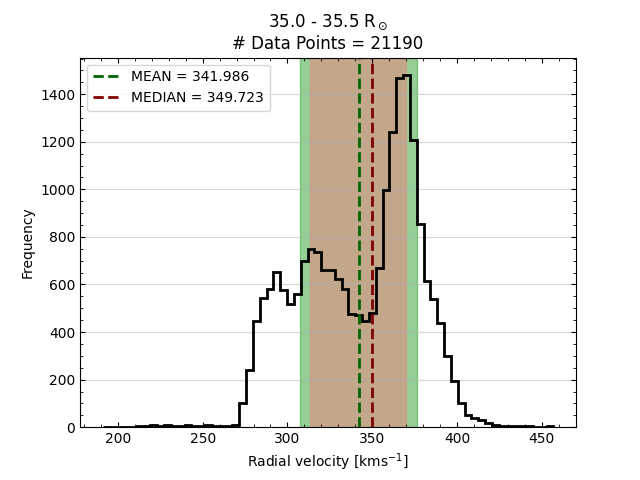 35.0 - 35.5 R⊙
# Data Points = 21190
MEAN = 341.986
MEDIAN = 349.723
1400
1200
1000
800
600
400
200
0
Frequency
200 250 300 350 400 450
Radial velocity [kms⁻¹]